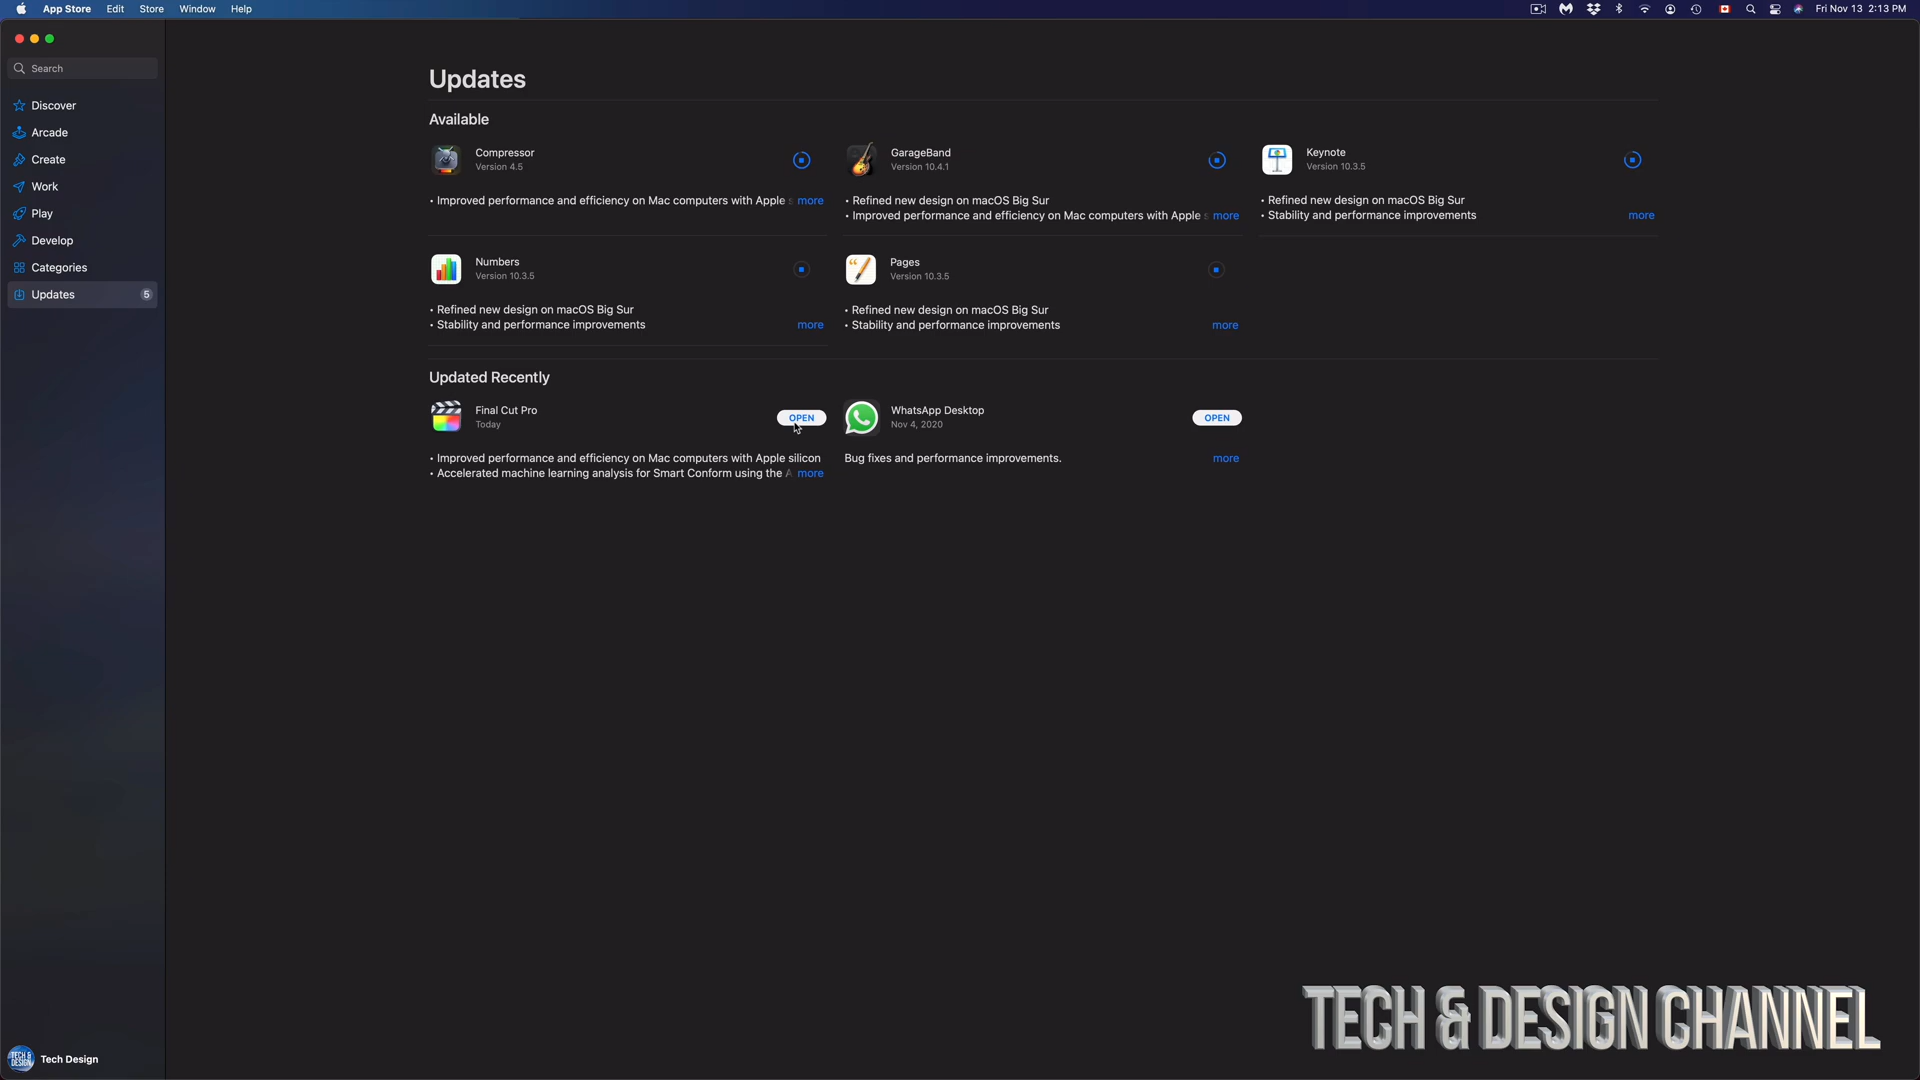 App Store Edit Store Window Help
Fri Nov 13 2:13 PM
Search
Discover
Arcade
Create
Work
Play
Develop
Categories
Updates 5
Updates
Available
Compressor
Version 4.5
• Improved performance and efficiency on Mac computers with Apple s more
GarageBand
Version 10.4.1
• Refined new design on macOS Big Sur
• Improved performance and efficiency on Mac computers with Apple s more
Keynote
Version 10.3.5
• Refined new design on macOS Big Sur
• Stability and performance improvements more
Numbers
Version 10.3.5
• Refined new design on macOS Big Sur
• Stability and performance improvements more
Pages
Version 10.3.5
• Refined new design on macOS Big Sur
• Stability and performance improvements more
Updated Recently
Final Cut Pro
Today
OPEN
• Improved performance and efficiency on Mac computers with Apple silicon
• Accelerated machine learning analysis for Smart Conform using the A more
WhatsApp Desktop
Nov 4, 2020
OPEN
Bug fixes and performance improvements. more
TECH & DESIGN CHANNEL
TECH & DESIGN
Tech Design